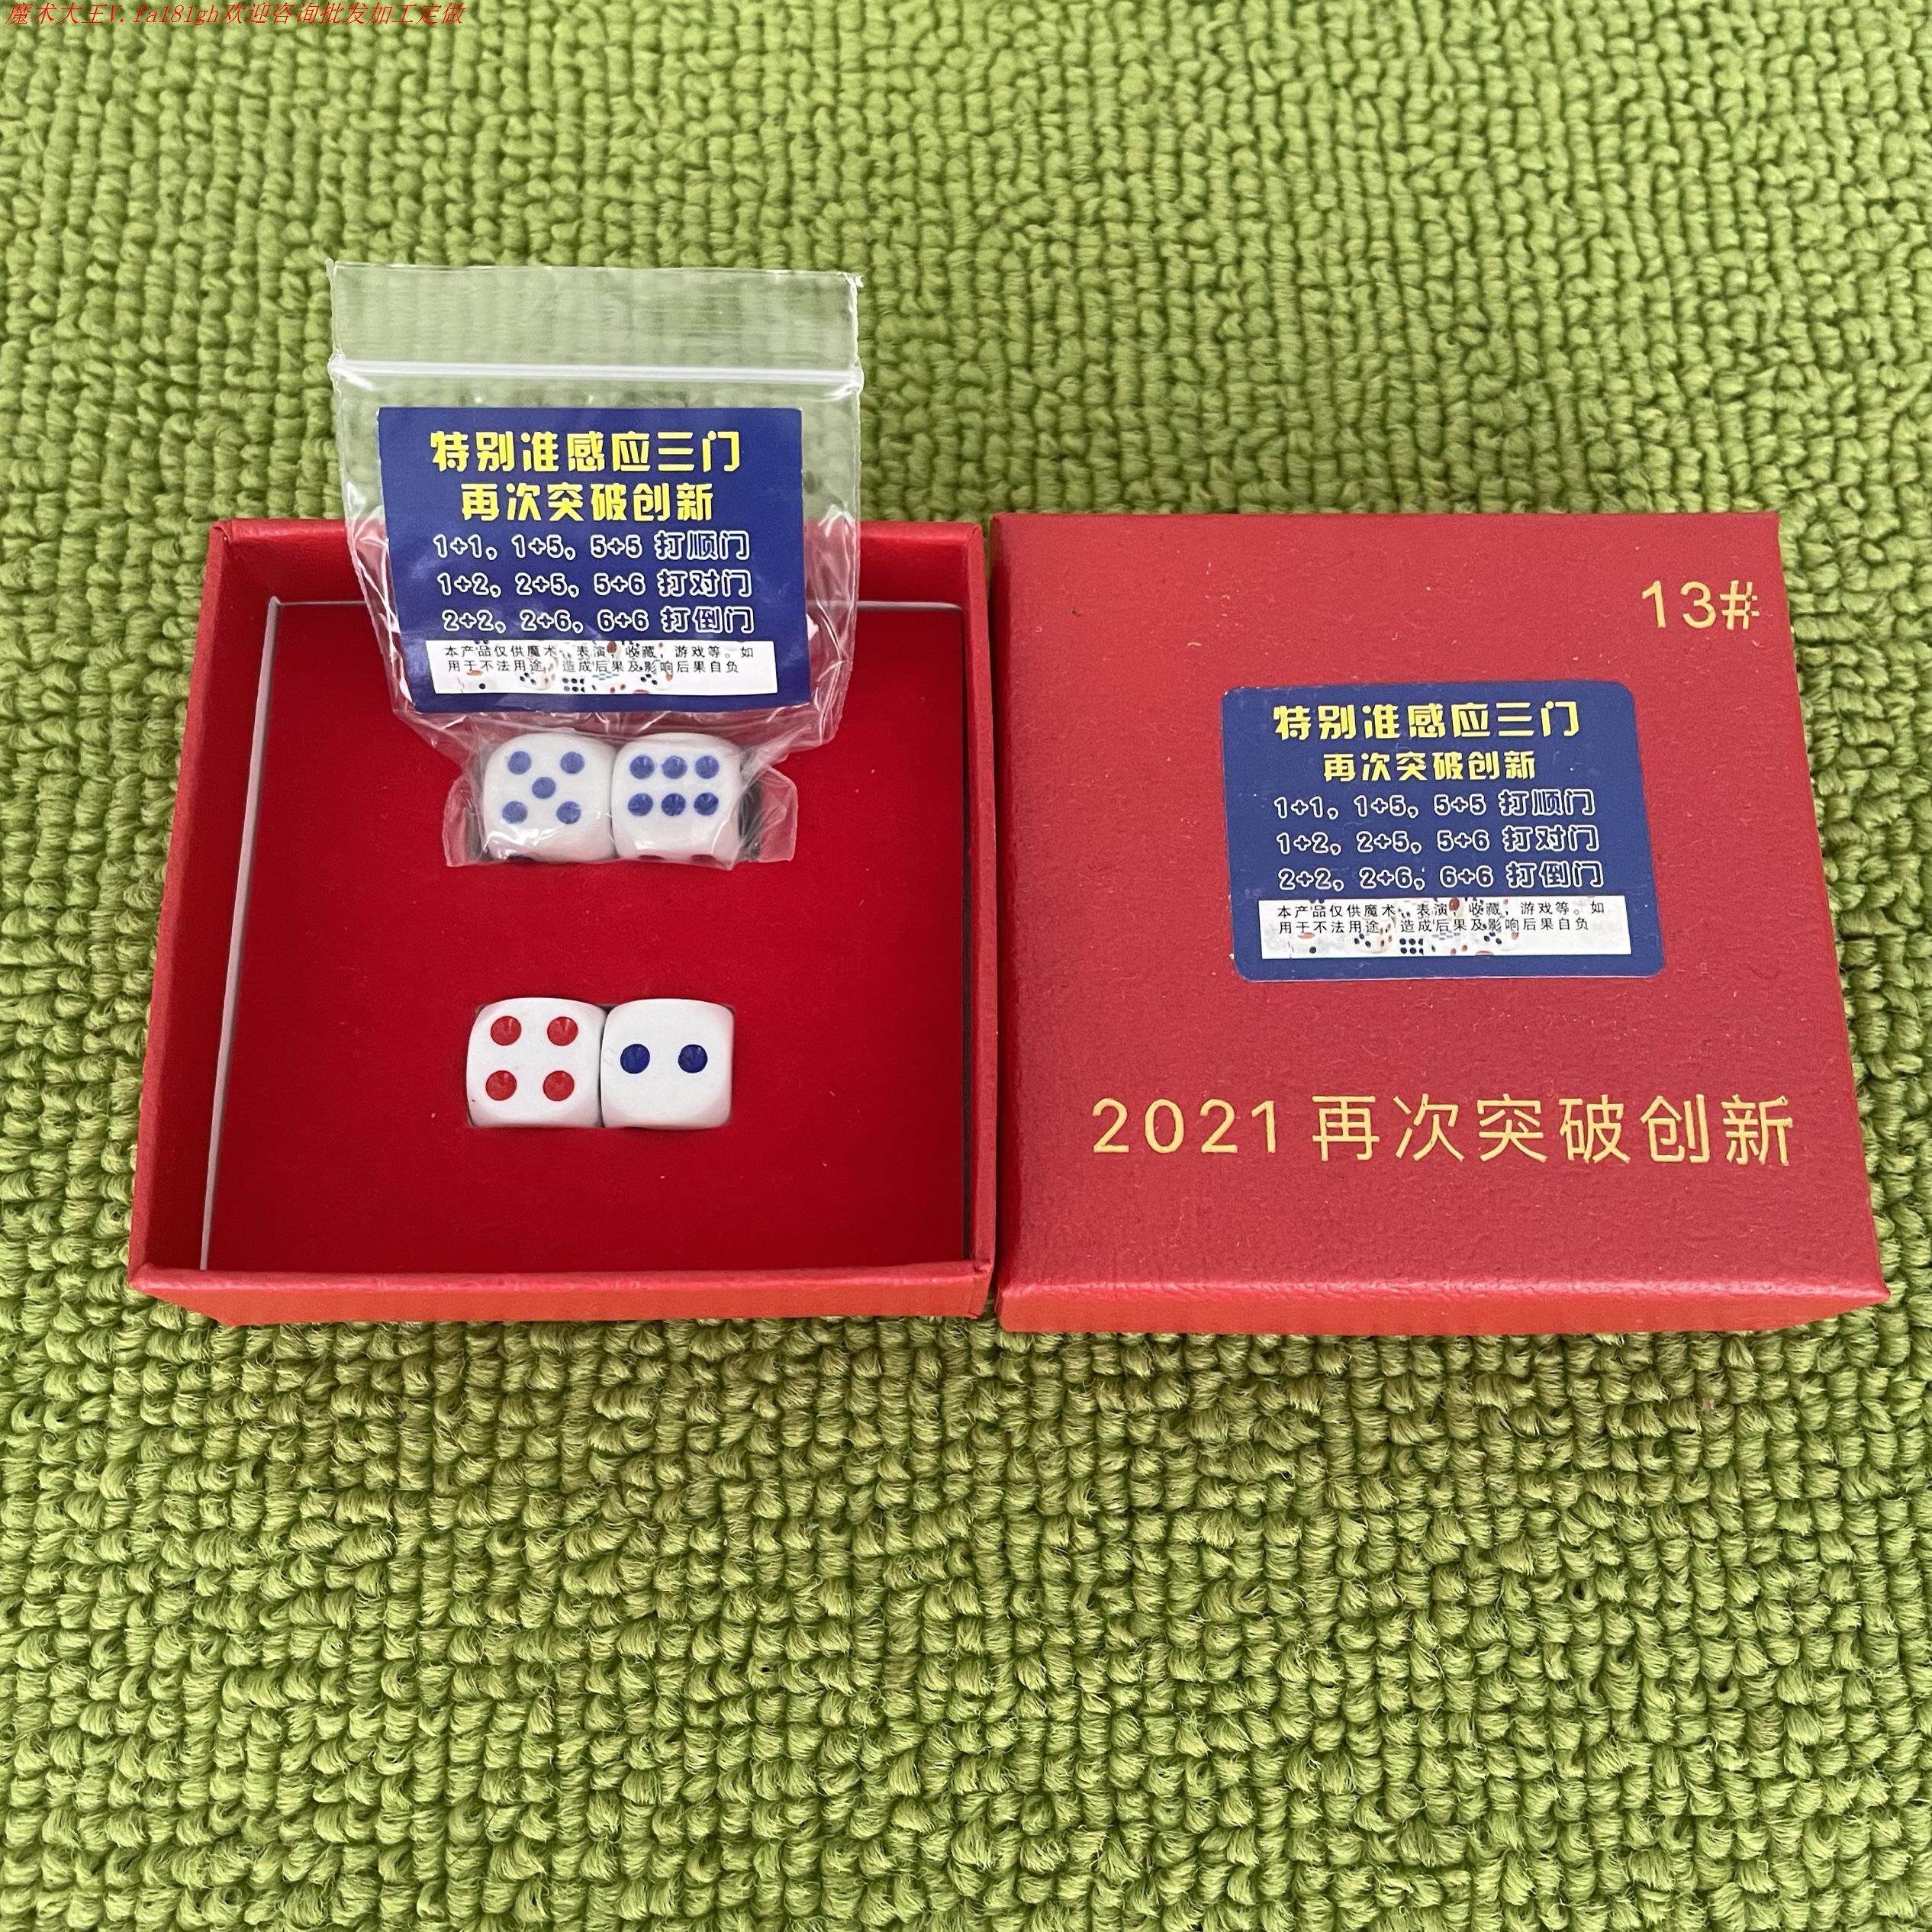 魔术大王V.fa181gh欢迎咨询批发加工定做
特别准感应三门
再次突破创新
1+1，1+5，5+5 打顺门
1+2，2+5，5+6 打对门
2+2，2+6，6+6 打倒门
本产品仅供魔术，表演，收藏，游戏等。如
用于不法用途，造成后果及影响后果自负
13#
特别准感应三门
再次突破创新
1+1，1+5，5+5 打顺门
1+2，2+5，5+6 打对门
2+2，2+6，6+6 打倒门
本产品仅供魔术，表演，收藏，游戏等。如
用于不法用途，造成后果及影响后果自负
2021 再次突破创新